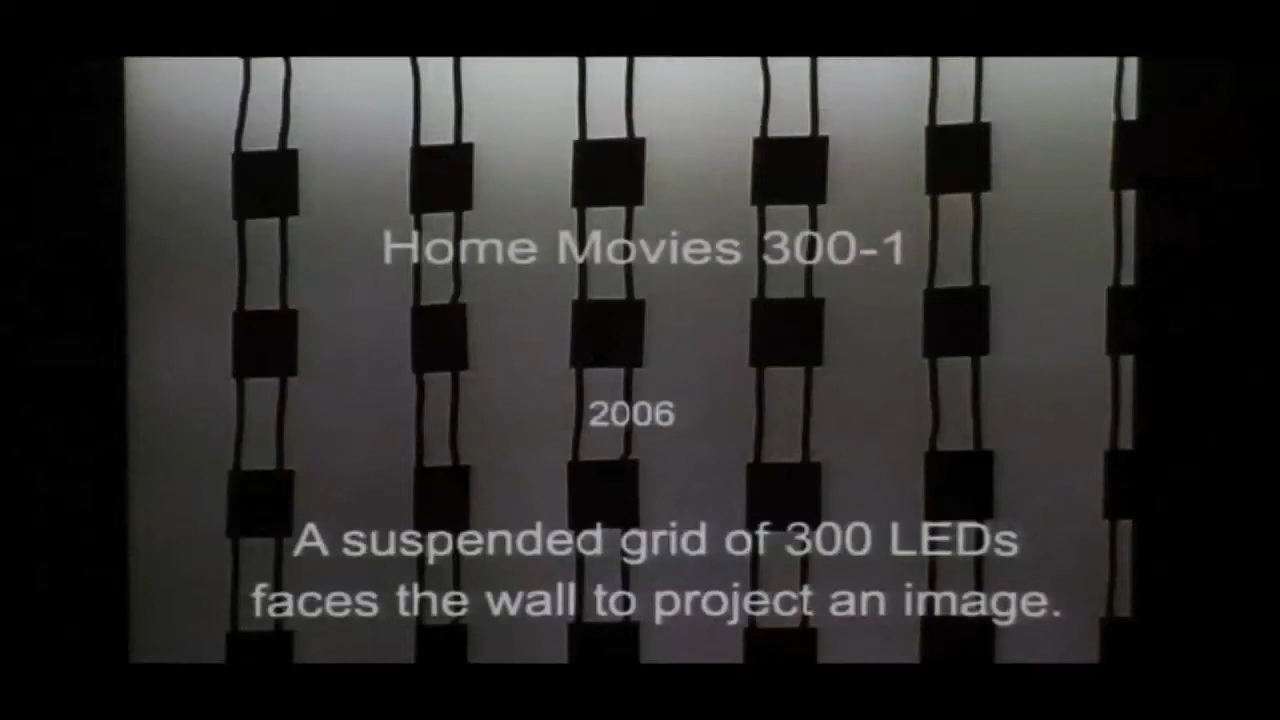 Home Movies 300-1
2006
A suspended grid of 300 LEDs
faces the wall to project an image.